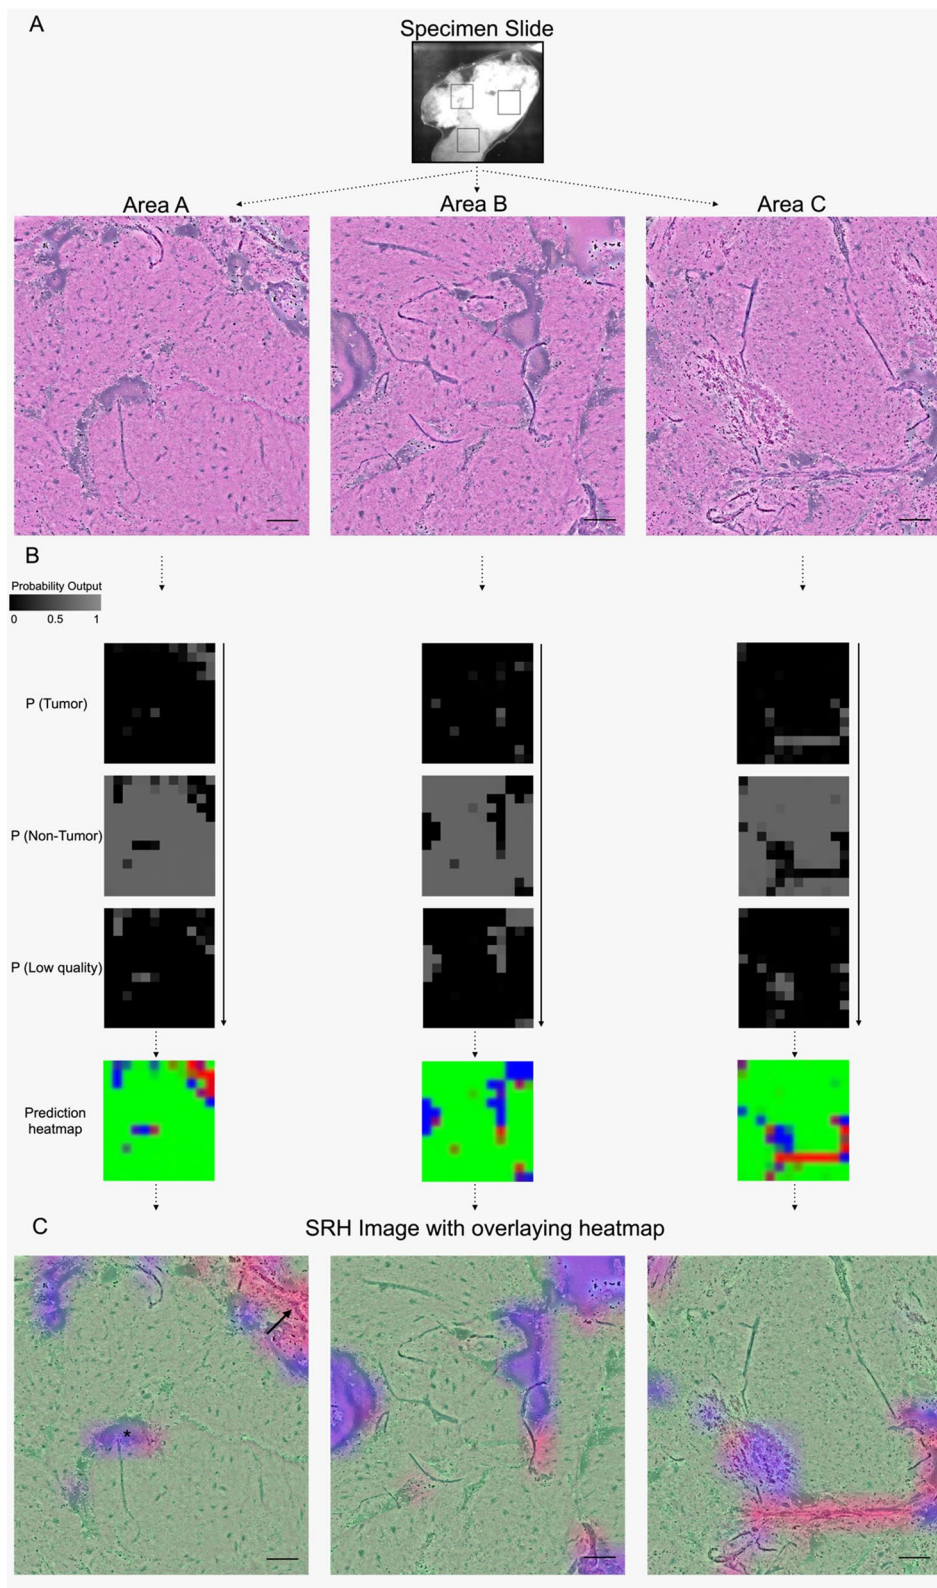 A
Specimen Slide
Area A
Area B
Area C
B
Probability Output
0 0.5 1
P (Tumor)
P (Non-Tumor)
P (Low quality)
Prediction
heatmap
C
SRH Image with overlaying heatmap
*